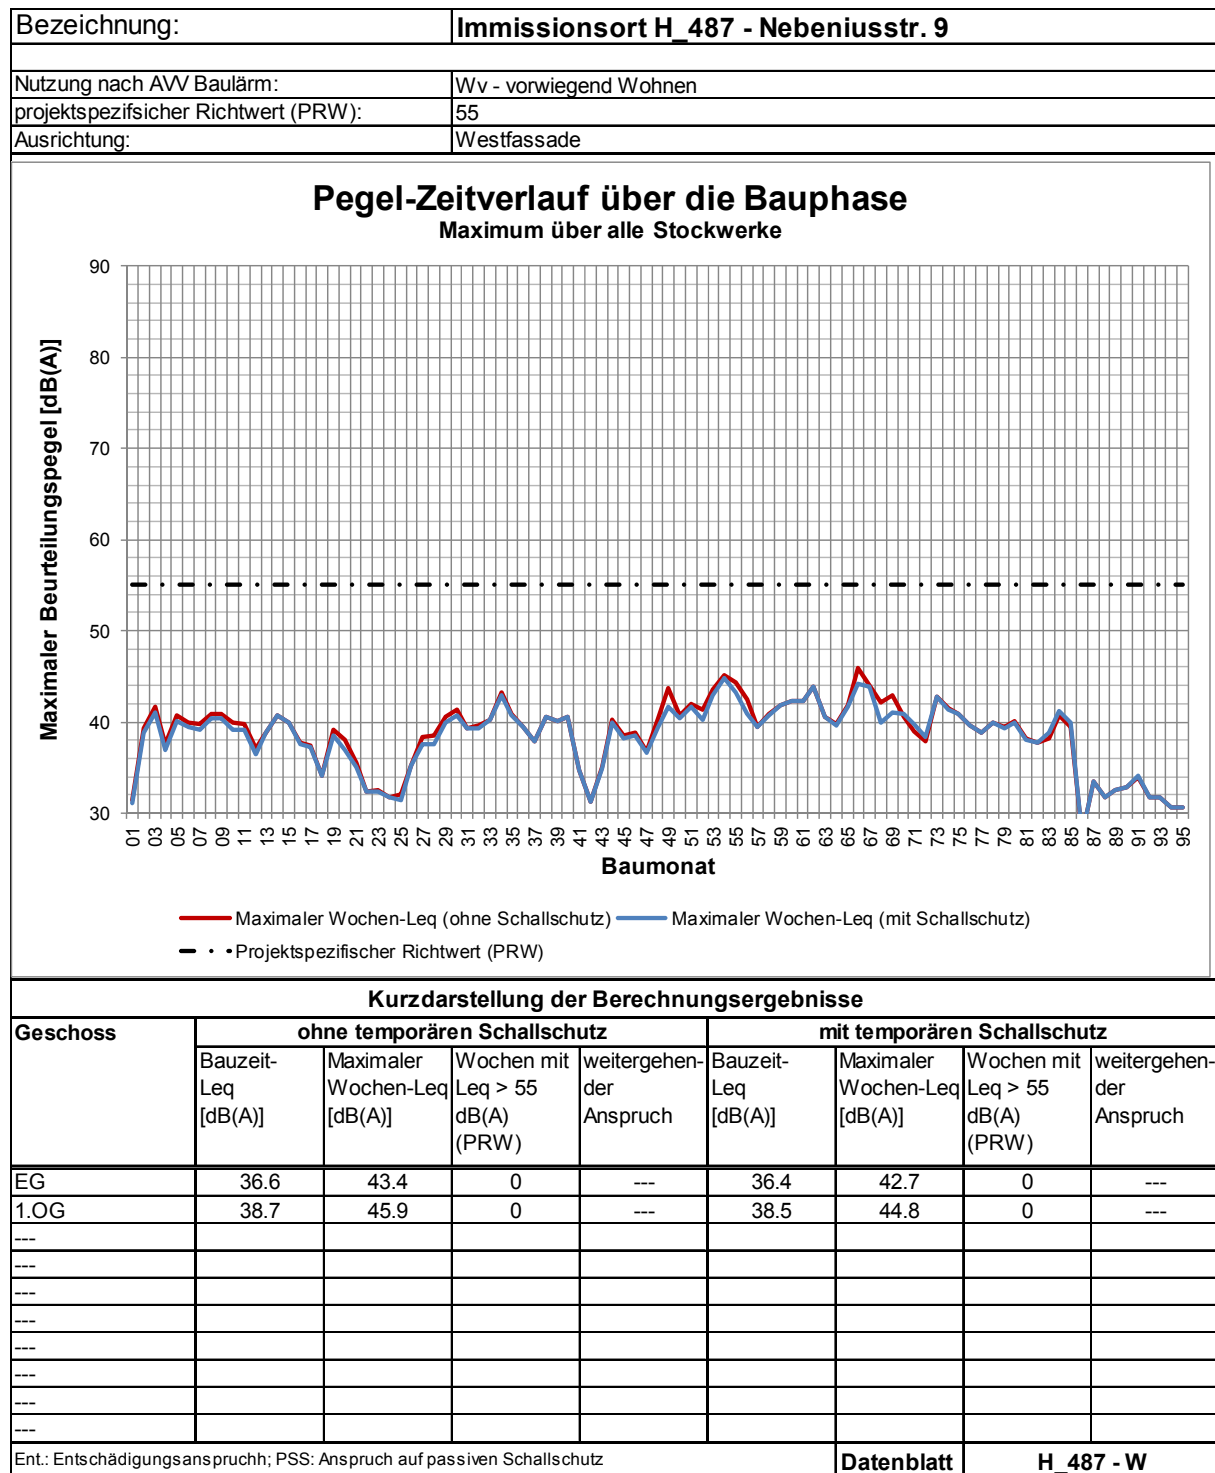 Bezeichnung: Immissionsort H_487 - Nebeniusstr. 9
Nutzung nach AVV Baulärm: Wv - vorwiegend Wohnen
projektspezifsicher Richtwert (PRW): 55
Ausrichtung: Westfassade
Pegel-Zeitverlauf über die Bauphase
Maximum über alle Stockwerke
Maximaler Beurteilungspegel [dB(A)]
90
80
70
60
50
40
30
01 03 05 07 09 11 13 15 17 19 21 23 25 27 29 31 33 35 37 39 41 43 45 47 49 51 53 55 57 59 61 63 65 67 69 71 73 75 77 79 81 83 85 87 89 91 93 95
Baumonat
Maximaler Wochen-Leq (ohne Schallschutz) Maximaler Wochen-Leq (mit Schallschutz)
Projektspezifischer Richtwert (PRW)
Kurzdarstellung der Berechnungsergebnisse
Geschoss ohne temporären Schallschutz mit temporären Schallschutz
Bauzeit- Maximaler Wochen mit weitergehen- Bauzeit- Maximaler Wochen mit weitergehen-
Leq Wochen-Leq Leq > 55 der Leq Wochen-Leq Leq > 55 der
[dB(A)] [dB(A)] dB(A) Anspruch [dB(A)] [dB(A)] dB(A) Anspruch
(PRW) (PRW)
EG 36.6 43.4 0 --- 36.4 42.7 0 ---
1.OG 38.7 45.9 0 --- 38.5 44.8 0 ---
---
---
---
---
---
---
---
---
Ent.: Entschädigungsanspruchh; PSS: Anspruch auf passiven Schallschutz Datenblatt H_487 - W